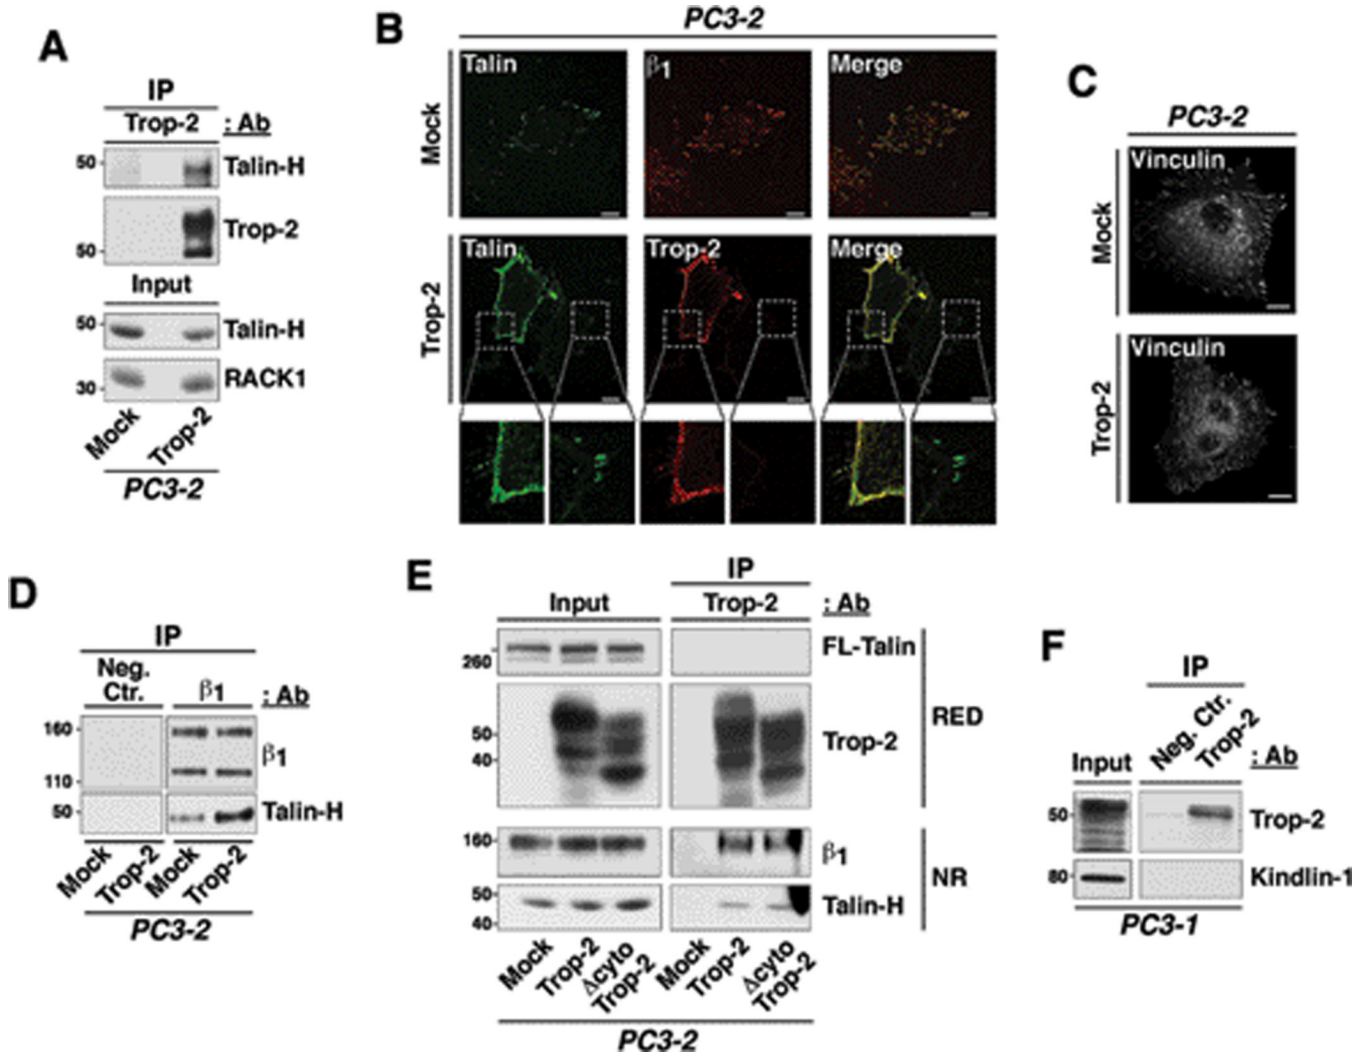 A
IP
Trop-2 : Ab
50 Talin-H
Trop-2
50
Input
50 Talin-H
30 RACK1
Mock Trop-2
PC3-2
B
PC3-2
Mock
Talin β1 Merge
Trop-2
Talin Trop-2 Merge
C
PC3-2
Mock
Vinculin
Trop-2
Vinculin
D
IP
Neg. Ctr. β1 : Ab
160
β1
110
50 Talin-H
Mock Trop-2 Mock Trop-2
PC3-2
E
IP
Input Trop-2 : Ab
260 FL-Talin
50 Trop-2
40
RED
160 β1
50 Talin-H
40
NR
Mock Trop-2 Δcyto Trop-2 Mock Trop-2 Δcyto Trop-2
PC3-2
F
IP
Input Neg. Ctr. Trop-2 : Ab
50 Trop-2
80 Kindlin-1
PC3-1